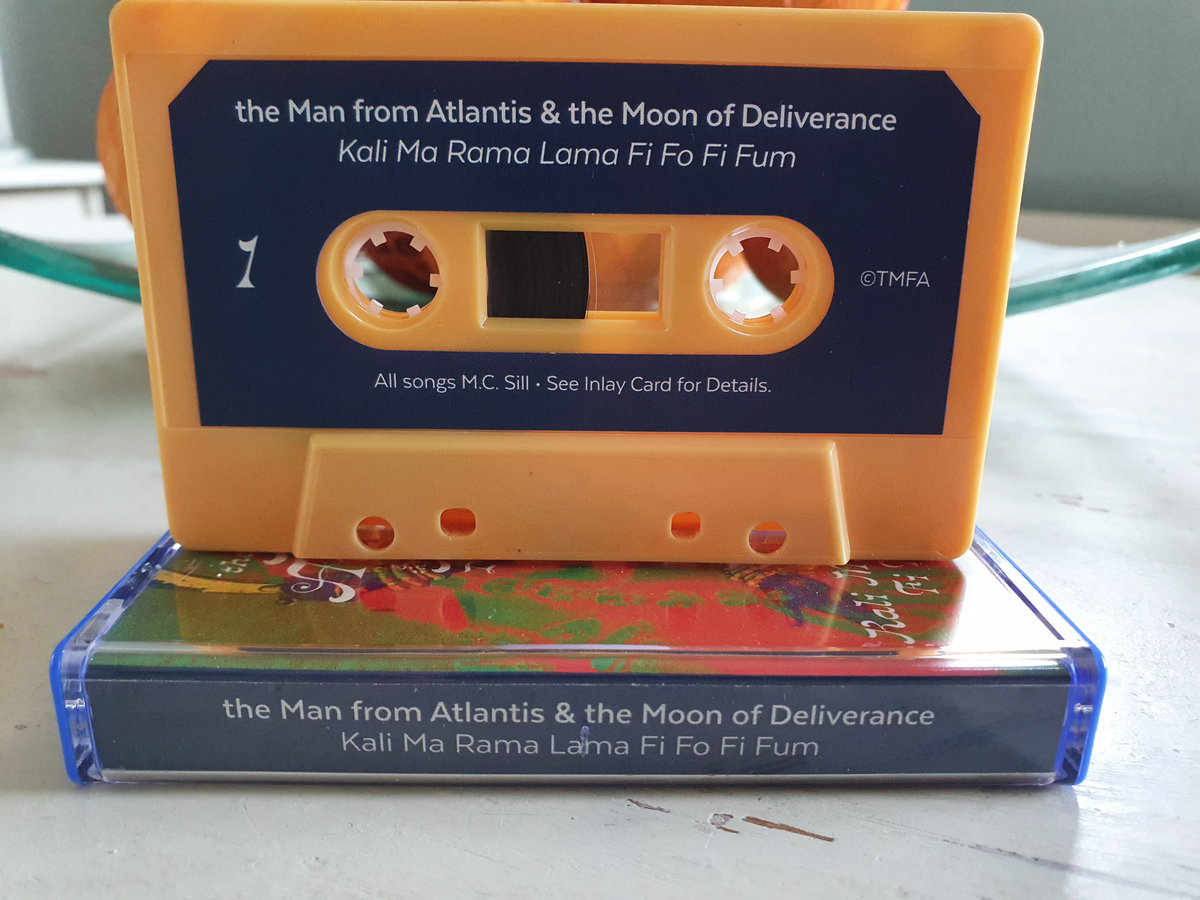 the Man from Atlantis & the Moon of Deliverance
Kali Ma Rama Lama Fi Fo Fi Fum
1
©TMFA
All songs M.C. Sill • See Inlay Card for Details.
Kali
the Man from Atlantis & the Moon of Deliverance
Kali Ma Rama Lama Fi Fo Fi Fum